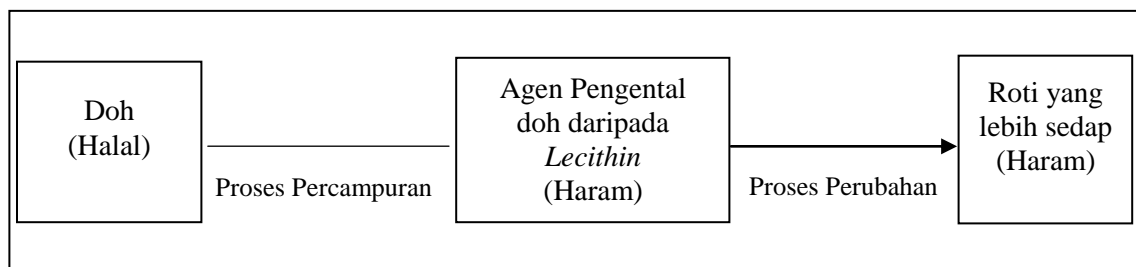 Doh
(Halal)
Proses Percampuran
Agen Pengental
doh daripada
Lecithin
(Haram)
Proses Perubahan
Roti yang
lebih sedap
(Haram)